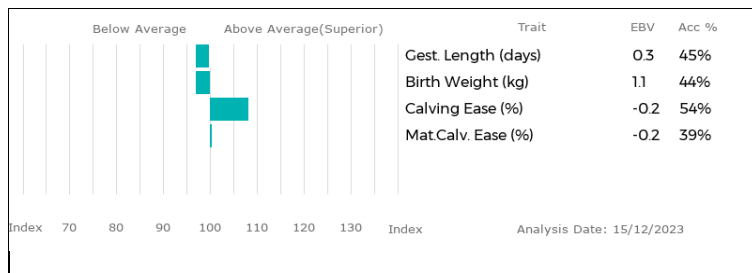 Below Average Above Average(Superior) Trait EBV Acc %
Gest. Length (days) 0.3 45%
Birth Weight (kg) 1.1 44%
Calving Ease (%) -0.2 54%
Mat.Calv. Ease (%) -0.2 39%
Index 70 80 90 100 110 120 130 Index Analysis Date: 15/12/2023